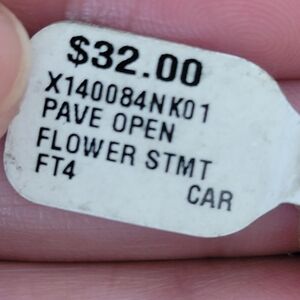 $32.00
X140084NK01
PAVE OPEN
FLOWER STMT
FT4 CAR